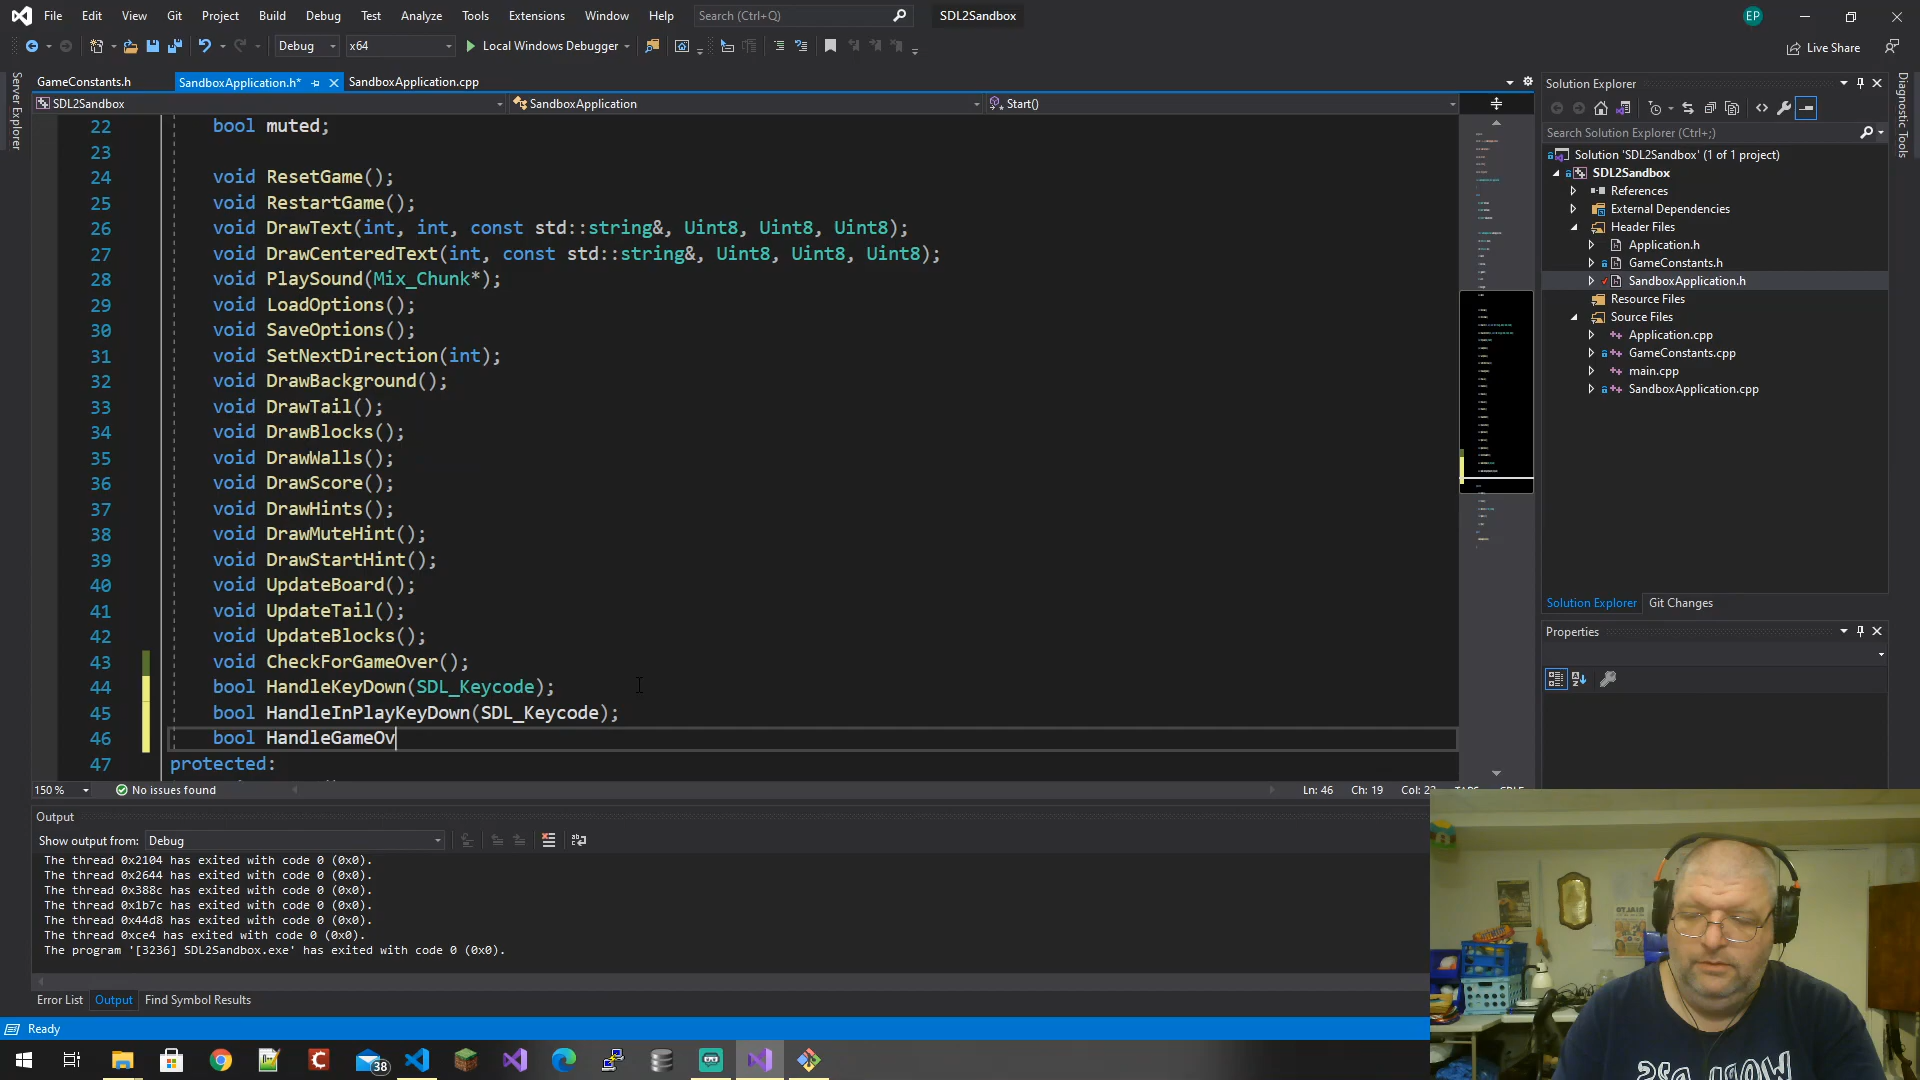 File Edit View Git Project Build Debug Test Analyze Tools Extensions Window Help Search (Ctrl+Q) SDL2Sandbox EP
Debug x64 Local Windows Debugger Live Share
GameConstants.h SandboxApplication.h* SandboxApplication.cpp
SDL2Sandbox SandboxApplication Start()
22 bool muted;
23
24 void ResetGame();
25 void RestartGame();
26 void DrawText(int, int, const std::string&, Uint8, Uint8, Uint8);
27 void DrawCenteredText(int, const std::string&, Uint8, Uint8, Uint8);
28 void PlaySound(Mix_Chunk*);
29 void LoadOptions();
30 void SaveOptions();
31 void SetNextDirection(int);
32 void DrawBackground();
33 void DrawTail();
34 void DrawBlocks();
35 void DrawWalls();
36 void DrawScore();
37 void DrawHints();
38 void DrawMuteHint();
39 void DrawStartHint();
40 void UpdateBoard();
41 void UpdateTail();
42 void UpdateBlocks();
43 void CheckForGameOver();
44 bool HandleKeyDown(SDL_Keycode);
45 bool HandleInPlayKeyDown(SDL_Keycode);
46 bool HandleGameOv
47 protected:
150 % No issues found Ln: 46 Ch: 19
Output
Show output from: Debug
The thread 0x2104 has exited with code 0 (0x0).
The thread 0x2644 has exited with code 0 (0x0).
The thread 0x388c has exited with code 0 (0x0).
The thread 0x1b7c has exited with code 0 (0x0).
The thread 0x44d8 has exited with code 0 (0x0).
The thread 0xce4 has exited with code 0 (0x0).
The program '[3236] SDL2Sandbox.exe' has exited with code 0 (0x0).
Error List Output Find Symbol Results
Ready
38
Server Explorer
Solution Explorer
Search Solution Explorer (Ctrl+;)
Solution 'SDL2Sandbox' (1 of 1 project)
SDL2Sandbox
References
External Dependencies
Header Files
Application.h
GameConstants.h
SandboxApplication.h
Resource Files
Source Files
Application.cpp
GameConstants.cpp
main.cpp
SandboxApplication.cpp
Solution Explorer Git Changes
Properties
Diagnostic Tools